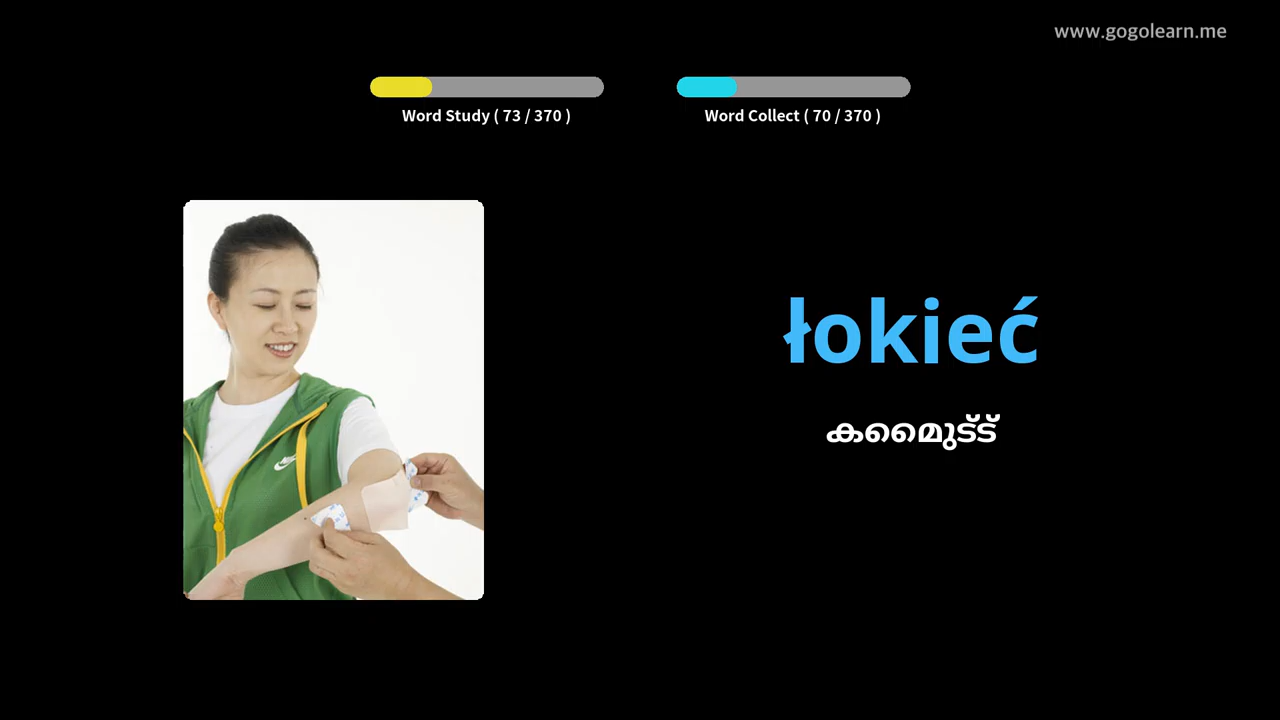 www.gogolearn.me
Word Study ( 73 / 370 )
Word Collect ( 70 / 370 )
łokieć
കൈമുട്ട്